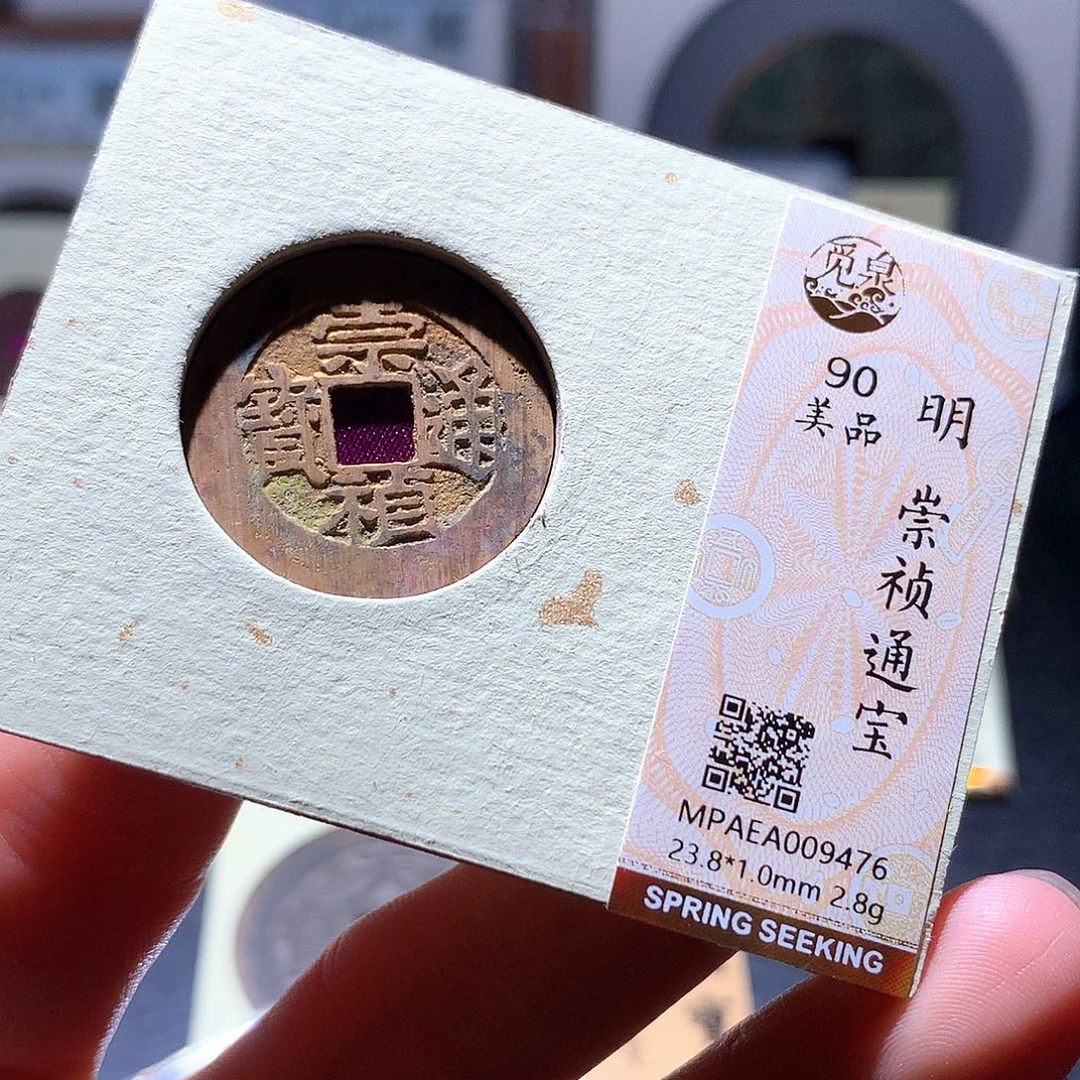 崇禎通寶
觅泉
90
美品
明
崇祯通宝
MPAEA009476
23.8*1.0mm 2.8g
SPRING SEEKING